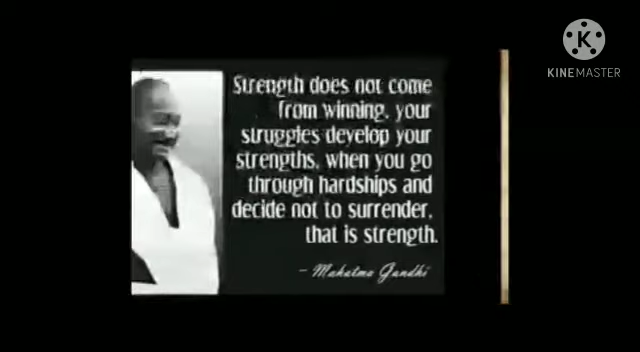 KINEMASTER
Strength does not come
from winning, your
struggles develop your
strengths, when you go
through hardships and
decide not to surrender,
that is strength.
- Mahatma Gandhi